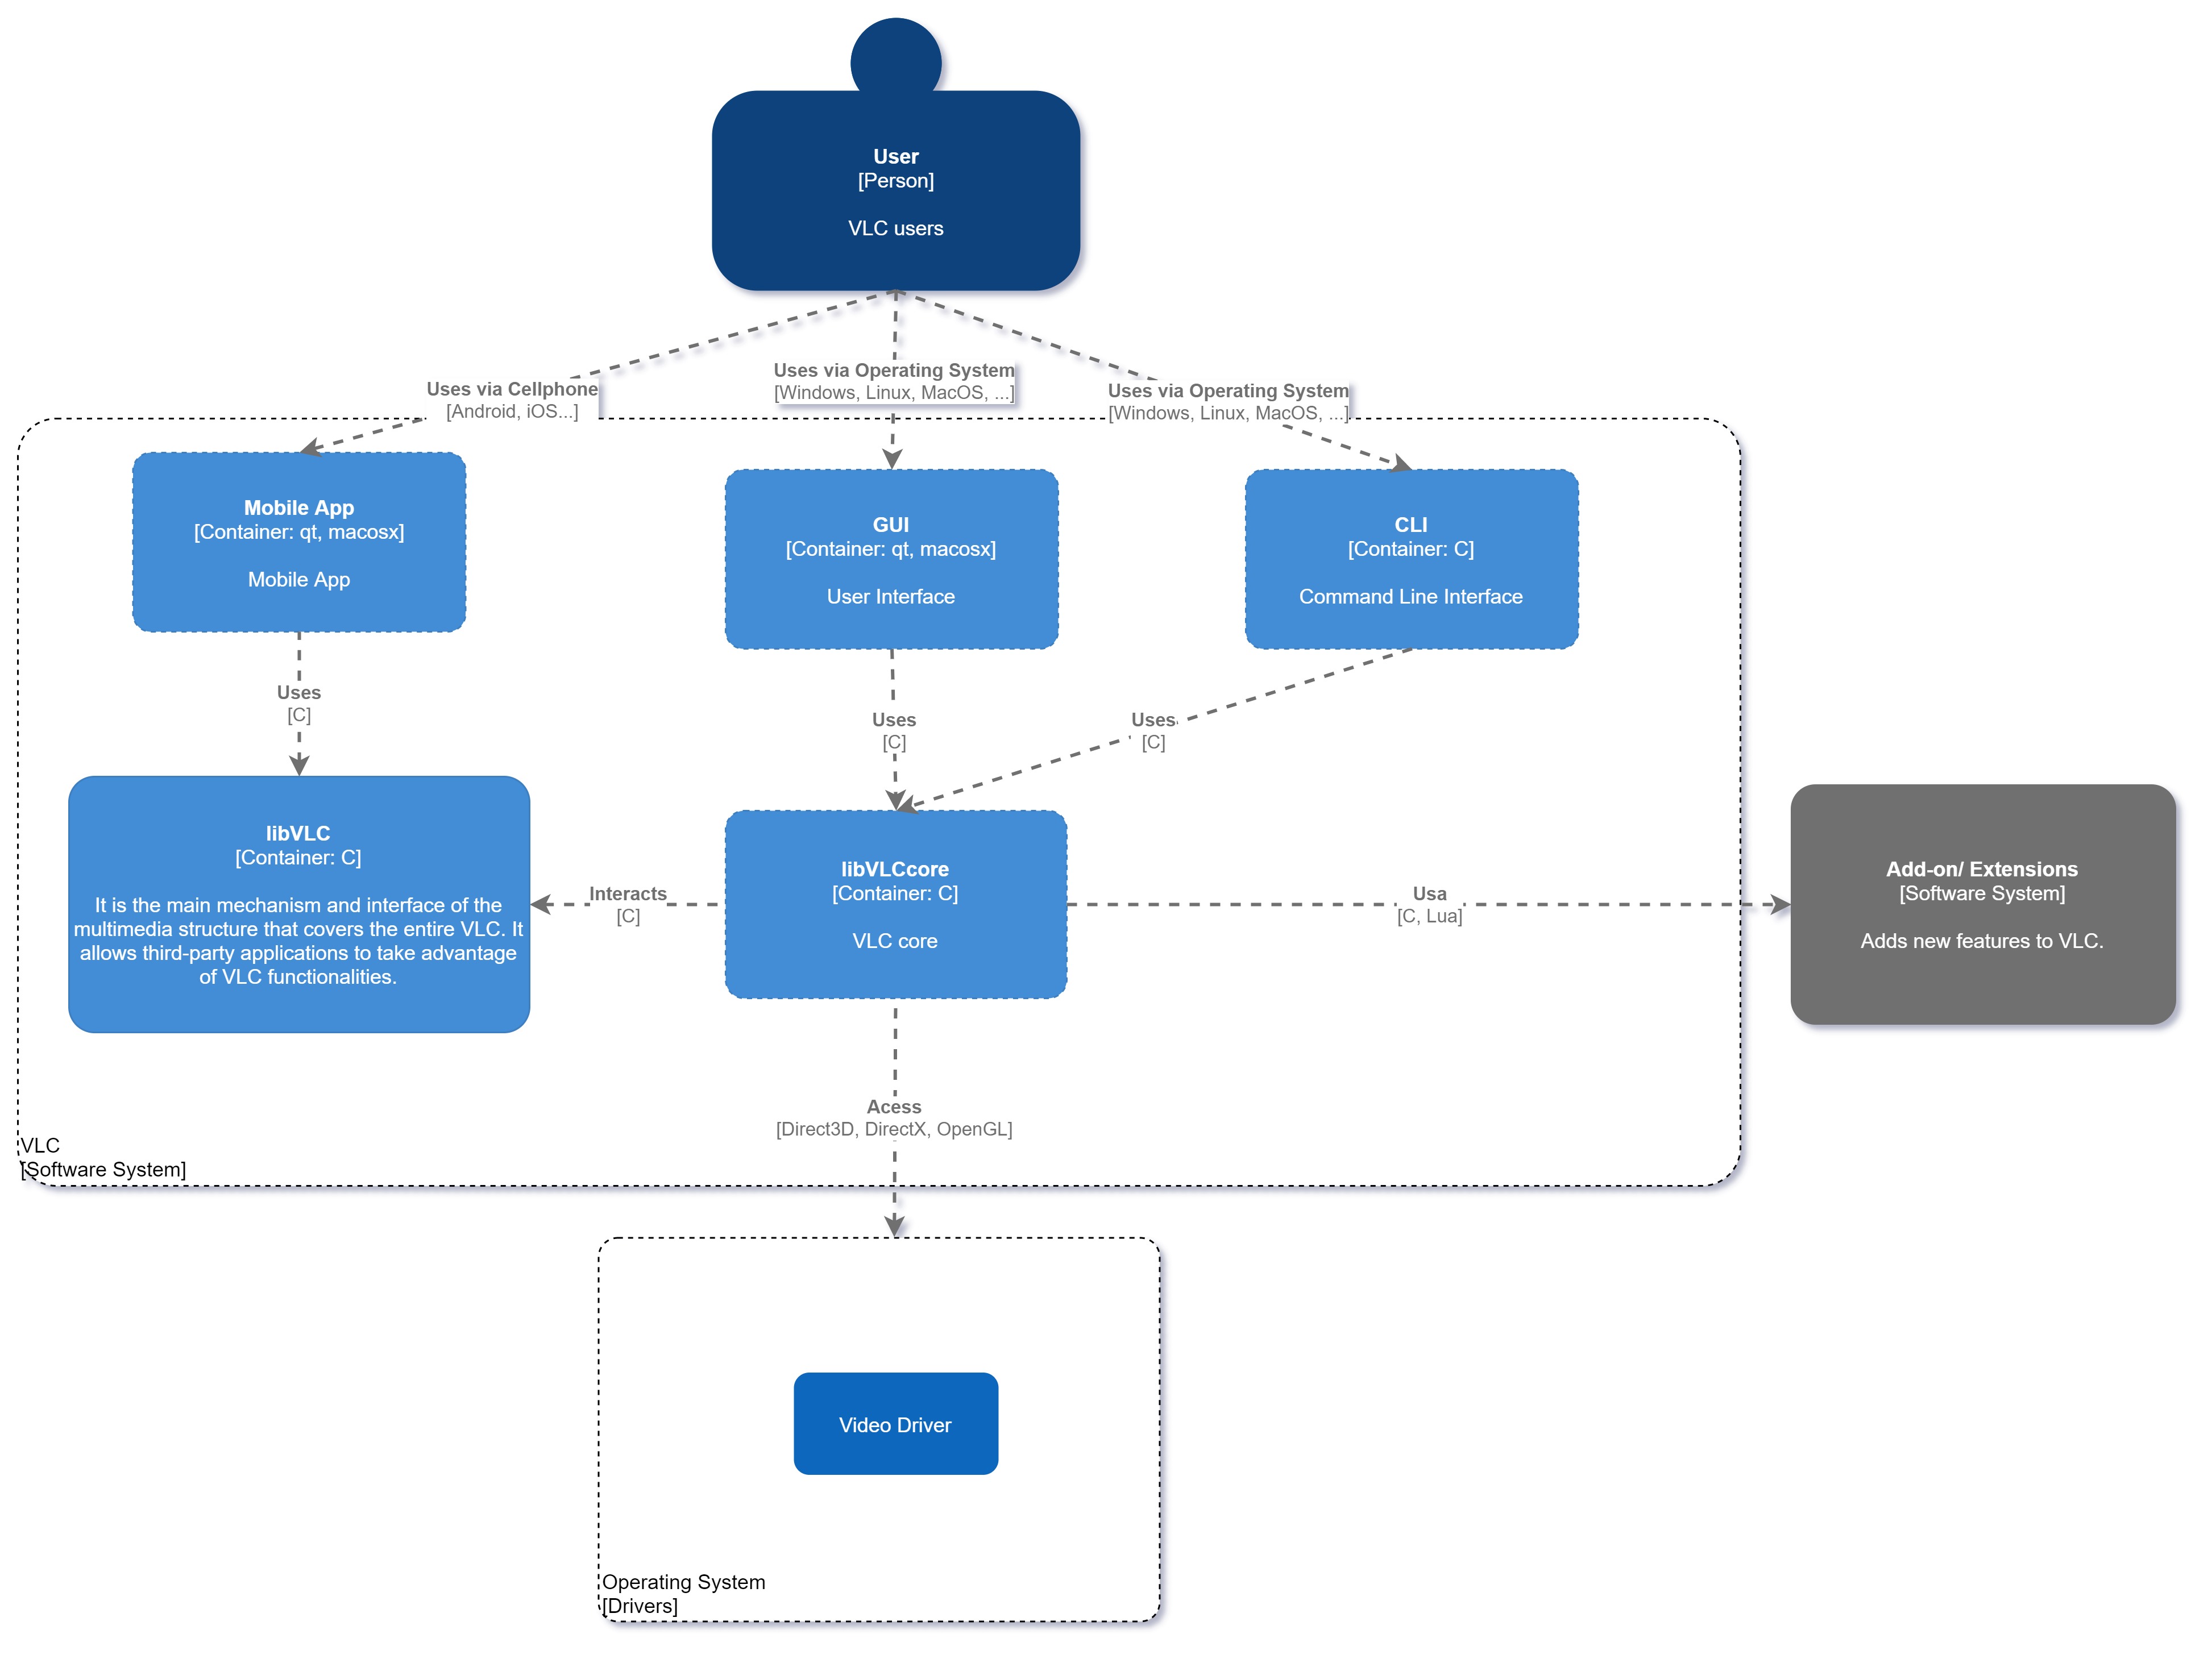 User
[Person]
VLC users
Uses via Cellphone
[Android, iOS...]
Uses via Operating System
[Windows, Linux, MacOS, ...]
Uses via Operating System
[Windows, Linux, MacOS, ...]
Mobile App
[Container: qt, macosx]
Mobile App
GUI
[Container: qt, macosx]
User Interface
CLI
[Container: C]
Command Line Interface
Uses
[C]
Uses
[C]
Uses
[C]
libVLC
[Container: C]
It is the main mechanism and interface of the
multimedia structure that covers the entire VLC. It
allows third-party applications to take advantage
of VLC functionalities.
Interacts
[C]
libVLCcore
[Container: C]
VLC core
Usa
[C, Lua]
Add-on/ Extensions
[Software System]
Adds new features to VLC.
Acess
[Direct3D, DirectX, OpenGL]
VLC
[Software System]
Video Driver
Operating System
[Drivers]